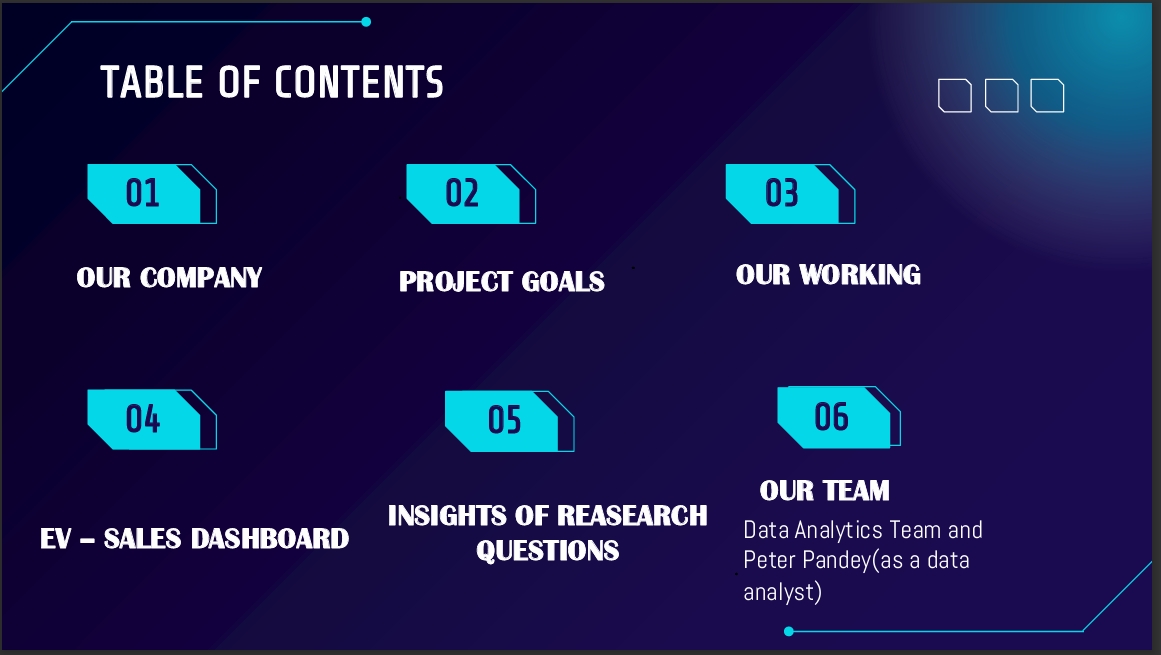 TABLE OF CONTENTS
01
OUR COMPANY
02
PROJECT GOALS
03
OUR WORKING
04
EV – SALES DASHBOARD
05
INSIGHTS OF REASEARCH
QUESTIONS
06
OUR TEAM
Data Analytics Team and
Peter Pandey(as a data
analyst)